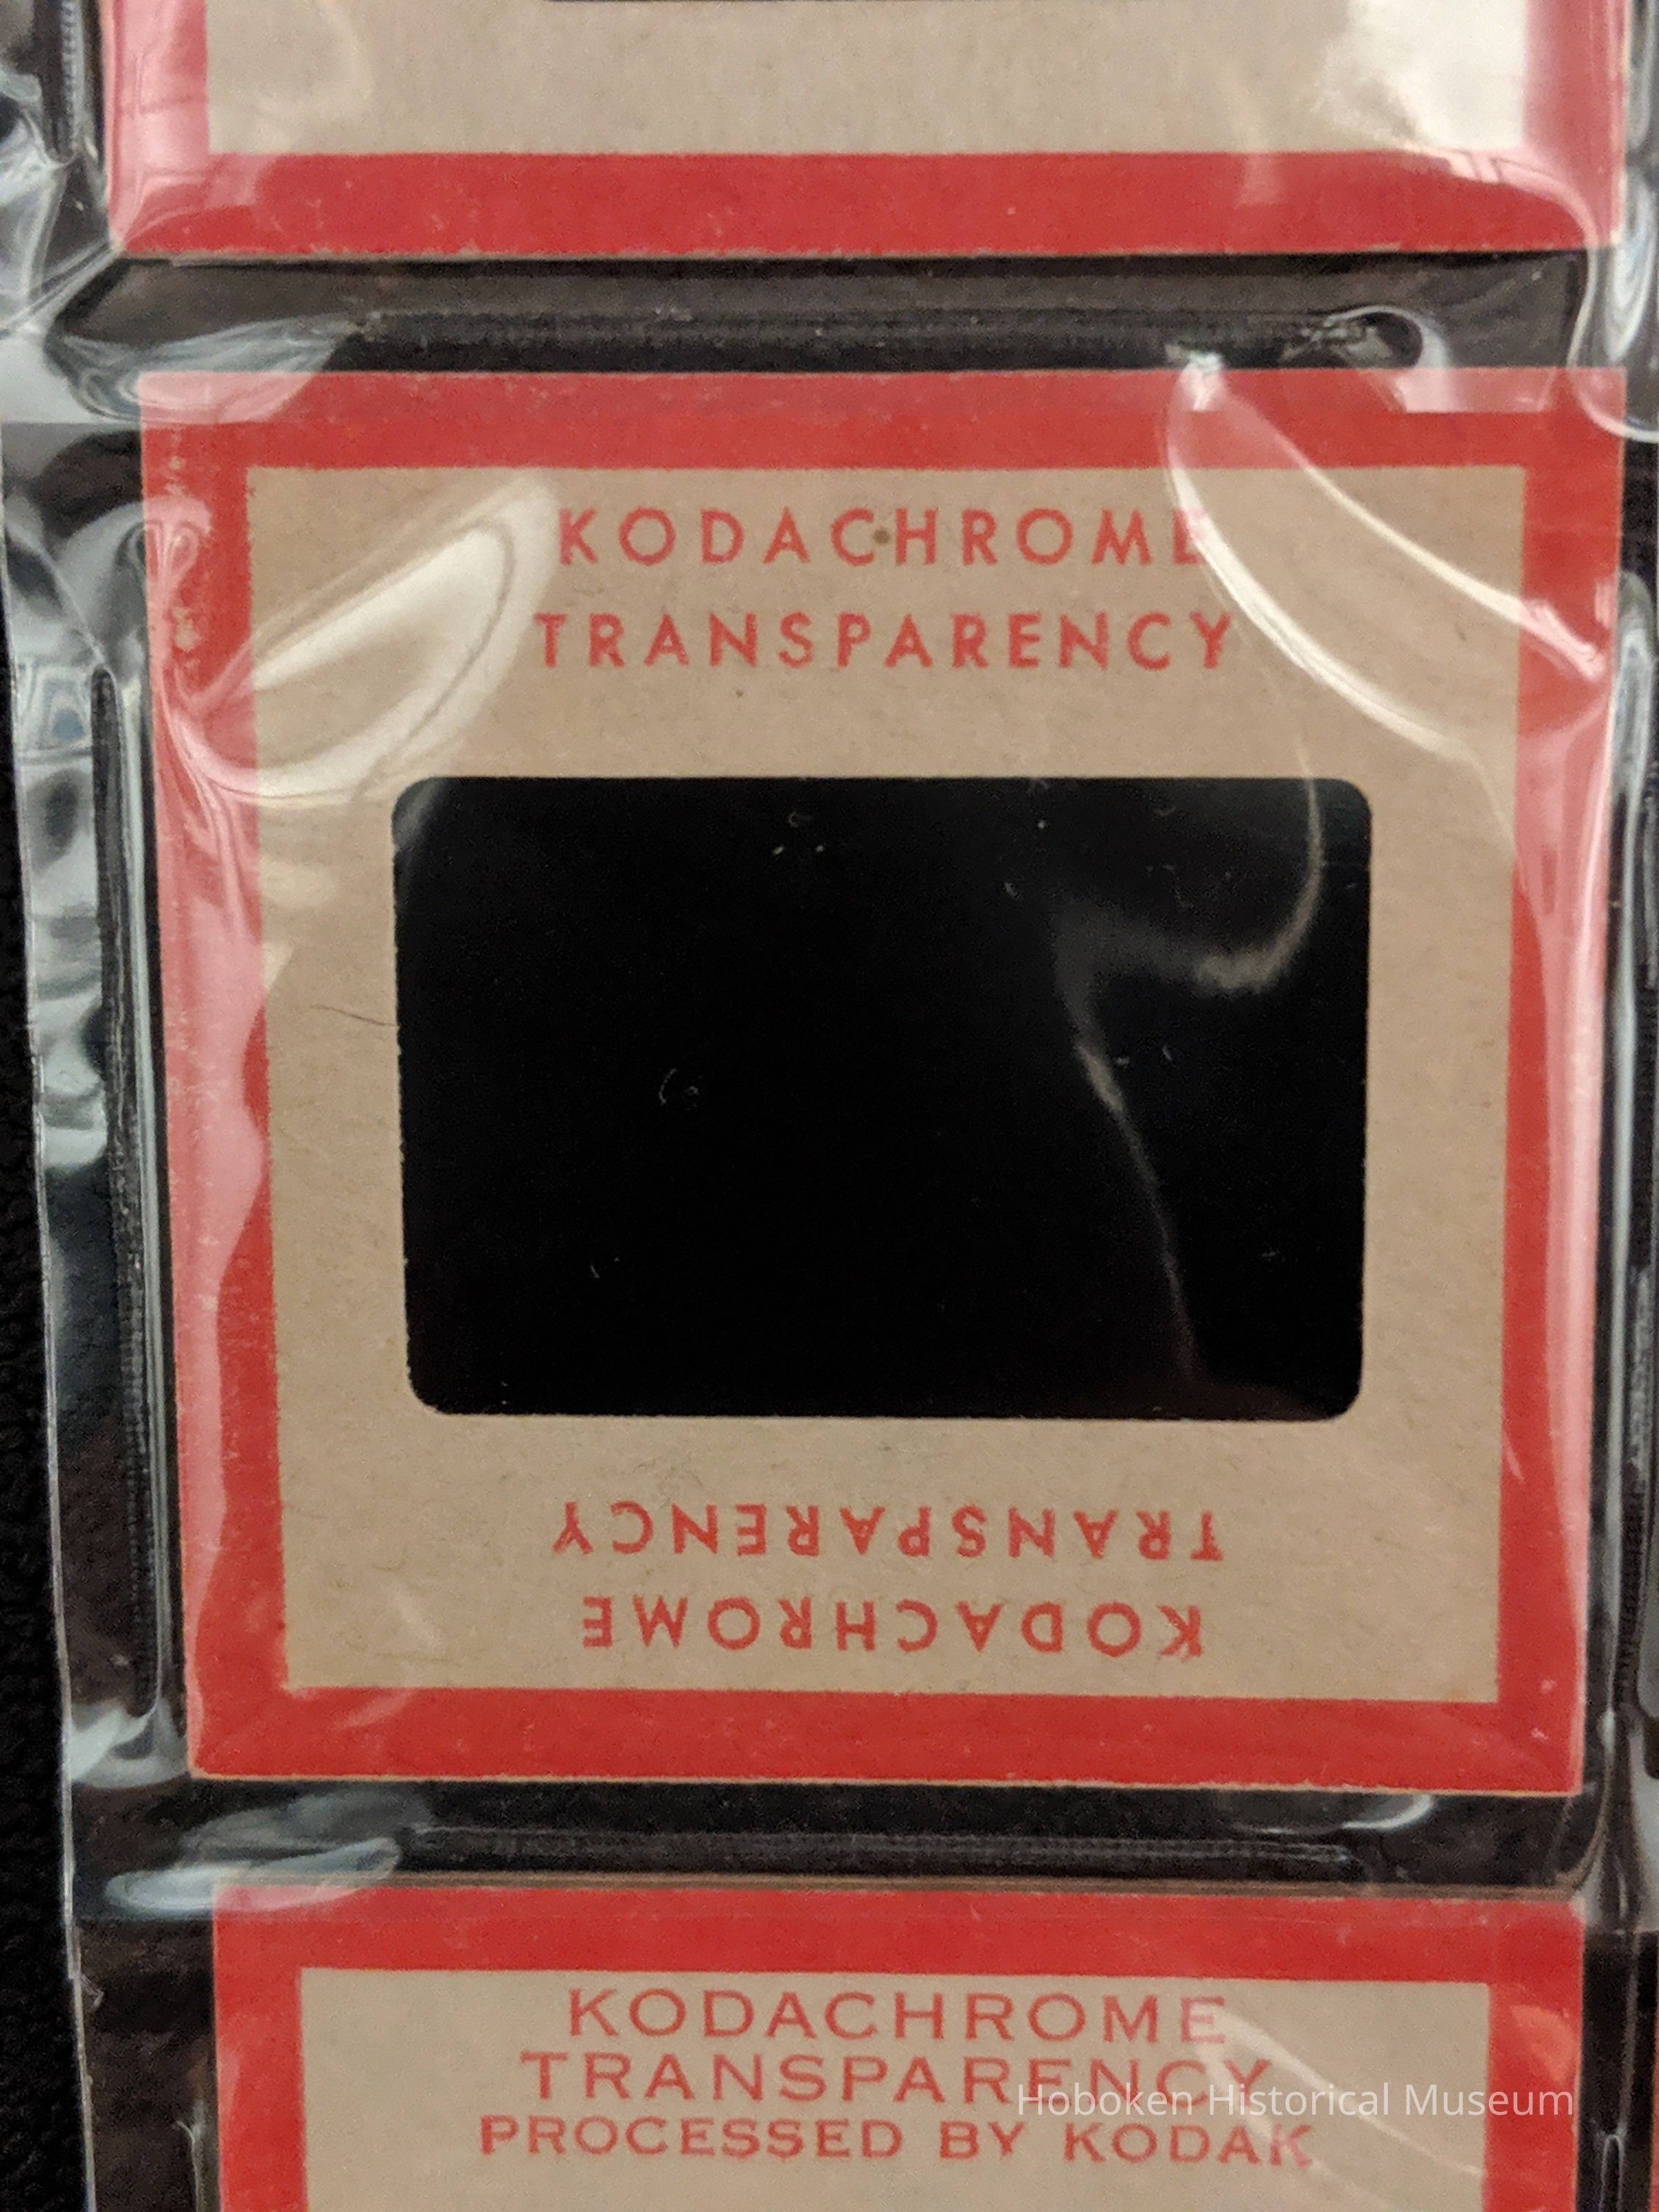 KODACHROME
TRANSPARENCY
TRANSPARENCY
KODACHROME
KODACHROME
TRANSPARENCY
PROCESSED BY KODAK
Hoboken Historical Museum